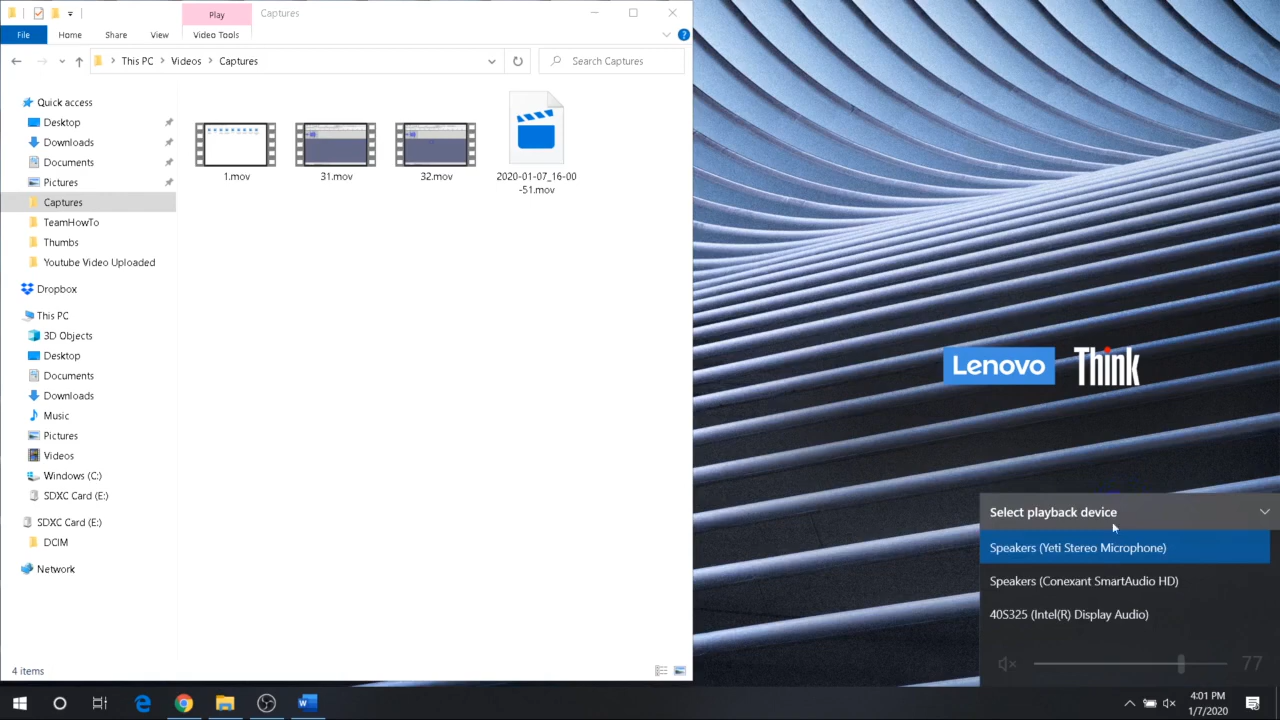 Play
Captures
File
Home
Share
View
Video Tools
This PC
Videos
Captures
Search Captures
Quick access
Desktop
Downloads
Documents
Pictures
Captures
TeamHowTo
Thumbs
Youtube Video Uploaded
Dropbox
This PC
3D Objects
Desktop
Documents
Downloads
Music
Pictures
Videos
Windows (C:)
SDXC Card (E:)
SDXC Card (E:)
DCIM
Network
1.mov
31.mov
32.mov
2020-01-07_16-00
-51.mov
4 items
Lenovo
Think
Select playback device
Speakers (Yeti Stereo Microphone)
Speakers (Conexant SmartAudio HD)
40S325 (Intel(R) Display Audio)
77
4:01 PM
1/7/2020